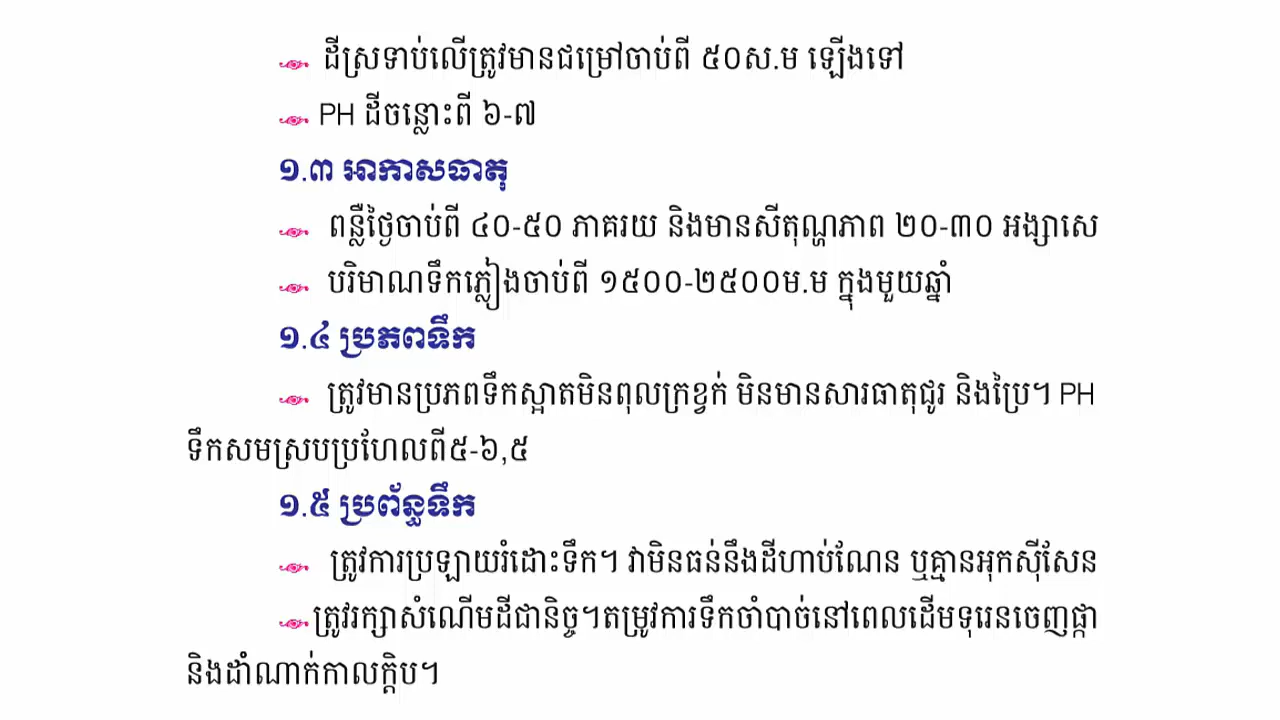 ដីស្រទាប់លើត្រូវមានជម្រៅចាប់ពី ៥០ស.ម ឡើងទៅ
PH ដីចន្លោះពី ៦-៧
១.៣ អាកាសធាតុ
ពន្លឺថ្ងៃចាប់ពី ៤០-៥០ ភាគរយ និងមានសីតុណ្ហភាព ២០-៣០ អង្សាសេ
បរិមាណទឹកភ្លៀងចាប់ពី ១៥០០-២៥០០ម.ម ក្នុងមួយឆ្នាំ
១.៤ ប្រភពទឹក
ត្រូវមានប្រភពទឹកស្អាតមិនពុលក្រខ្វក់ មិនមានសារធាតុជូរ និងប្រៃ។ PH
ទឹកសមស្របប្រហែលពី៥-៦,៥
១.៥ ប្រព័ន្ធទឹក
ត្រូវការប្រឡាយរំដោះទឹក។ វាមិនធន់នឹងដីហាប់ណែន ឬគ្មានអុកស៊ីសែន
ត្រូវរក្សាសំណើមដីជានិច្ច។តម្រូវការទឹកចាំបាច់នៅពេលដើមទុរេនចេញផ្កា
និងដាំណាក់កាលក្តិប។